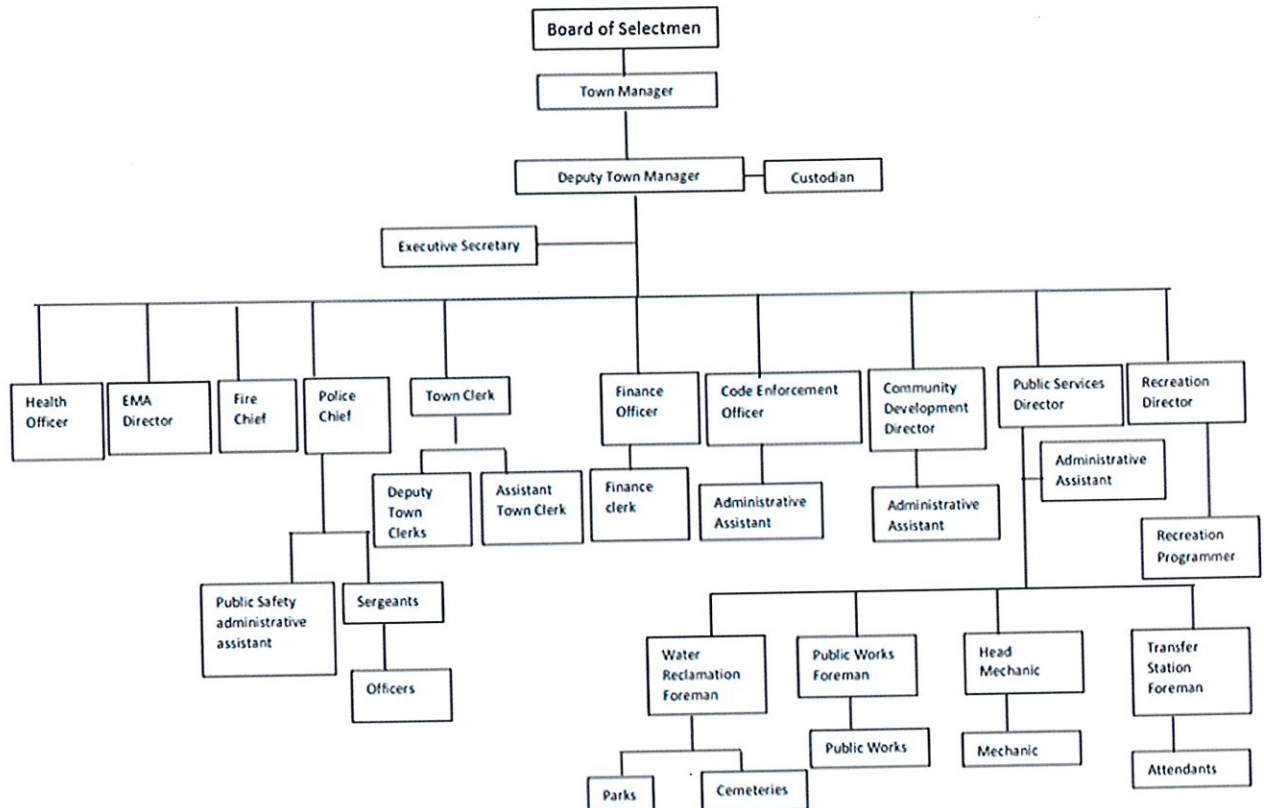 Board of Selectmen
Town Manager
Deputy Town Manager
Custodian
Executive Secretary
Health
Officer
EMA
Director
Fire
Chief
Police
Chief
Town Clerk
Finance
Officer
Code Enforcement
Officer
Community
Development
Director
Public Services
Director
Recreation
Director
Deputy
Town
Clerks
Assistant
Town Clerk
Finance
clerk
Administrative
Assistant
Administrative
Assistant
Administrative
Assistant
Recreation
Programmer
Public Safety
administrative
assistant
Sergeants
Officers
Water
Reclamation
Foreman
Public Works
Foreman
Head
Mechanic
Transfer
Station
Foreman
Public Works
Mechanic
Attendants
Parks
Cemeteries